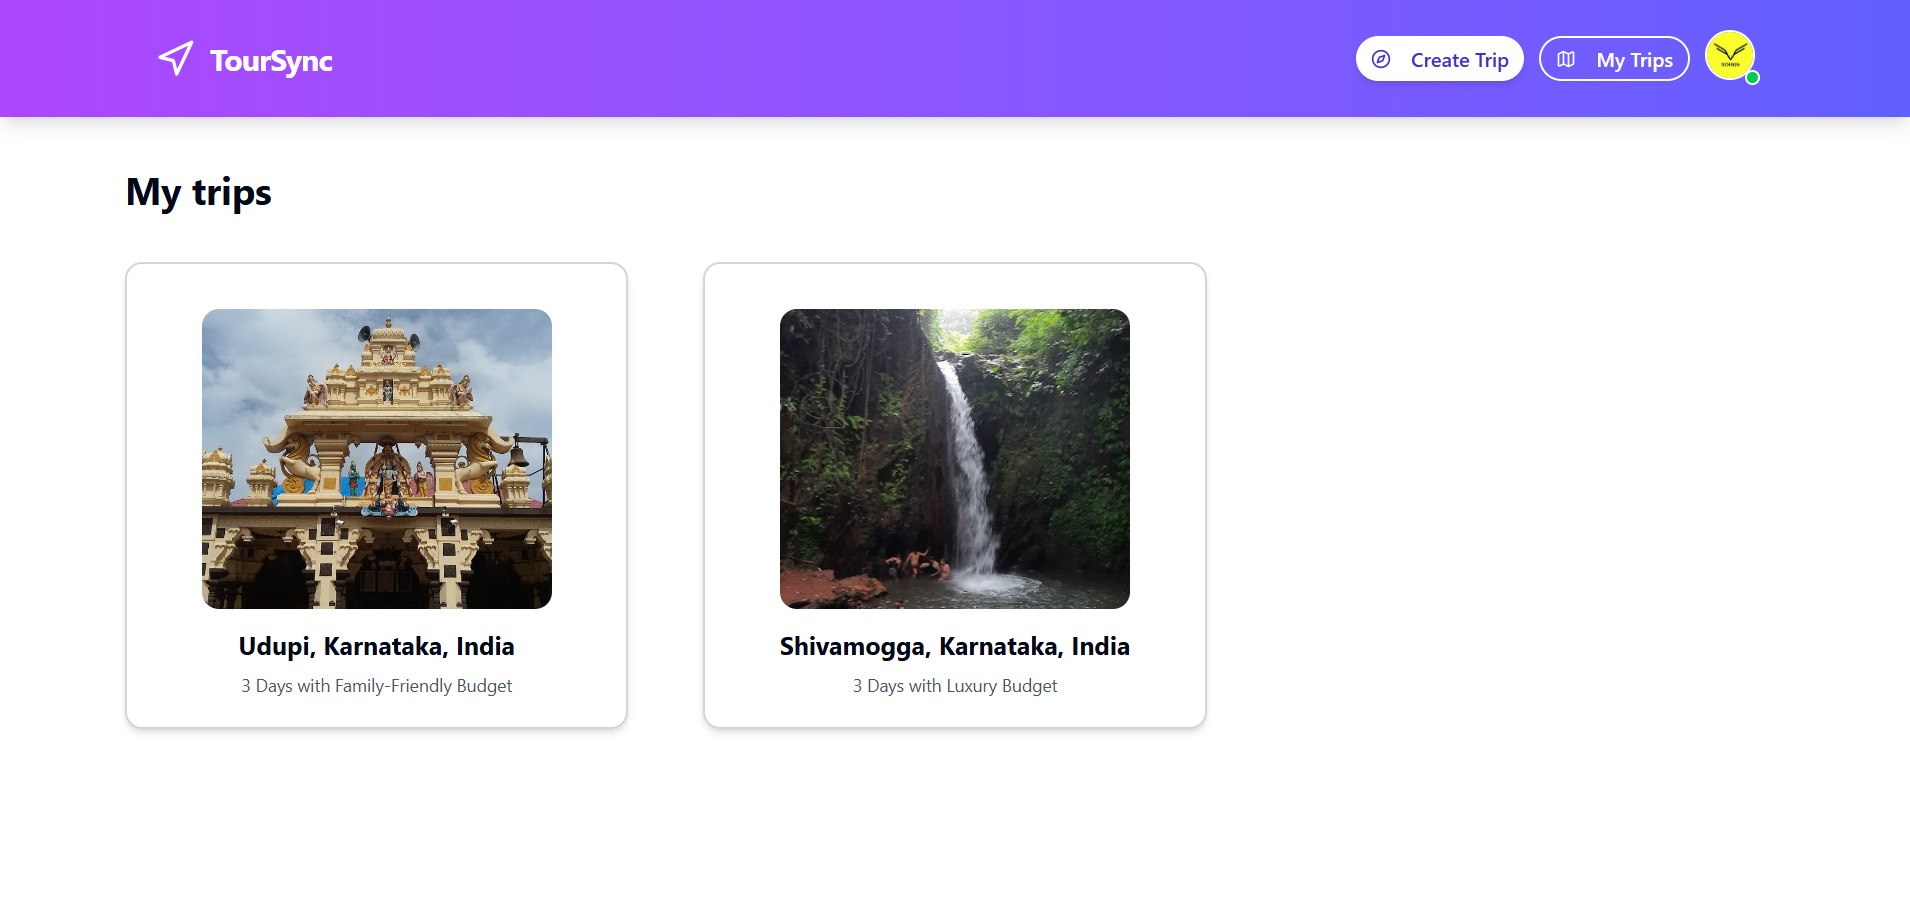 TourSync
Create Trip
My Trips
My trips
Udupi, Karnataka, India
3 Days with Family-Friendly Budget
Shivamogga, Karnataka, India
3 Days with Luxury Budget